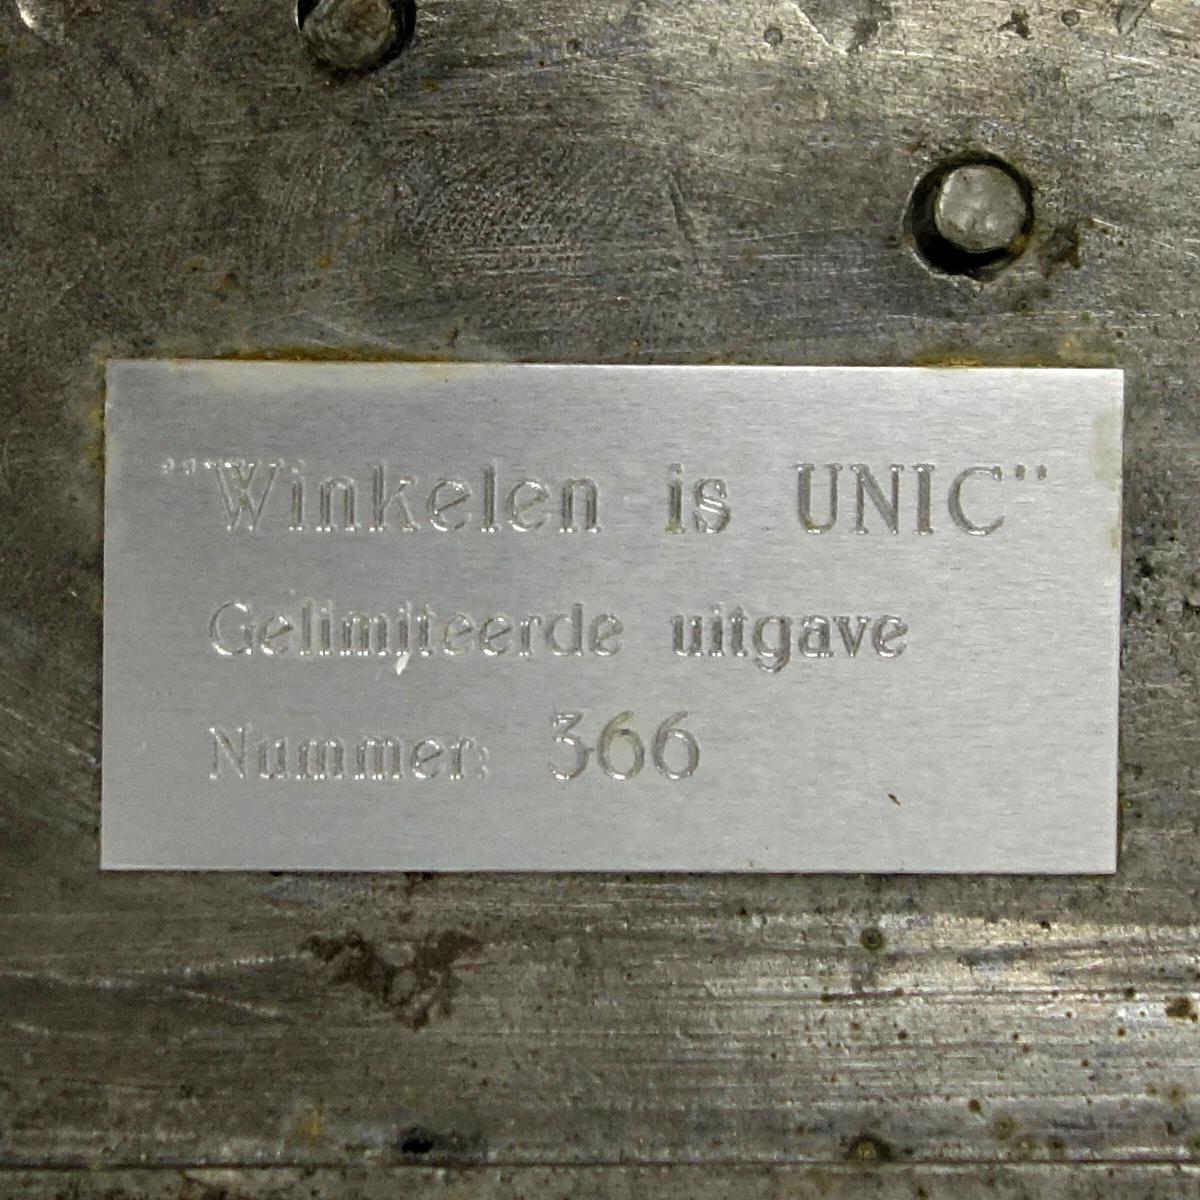 "Winkelen is UNIC"
Gelimiteerde uitgave
Nummer: 366